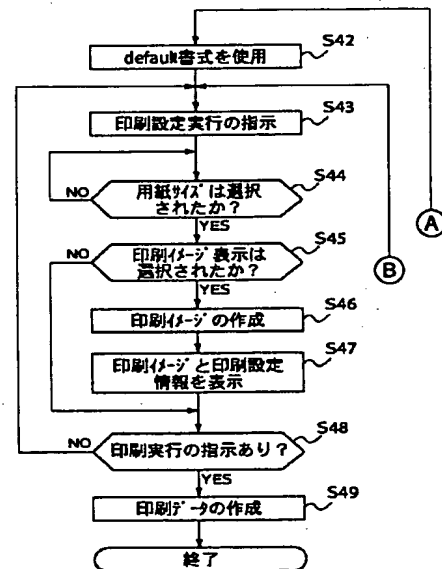 S42
default書式を使用
S43
印刷設定実行の指示
S44
用紙サイズは選択
されたか?
NO
YES
A
S45
印刷イメージ表示は
選択されたか?
NO
YES
B
S46
印刷イメージの作成
S47
印刷イメージと印刷設定
情報を表示
S48
印刷実行の指示あり?
NO
YES
S49
印刷データの作成
終了